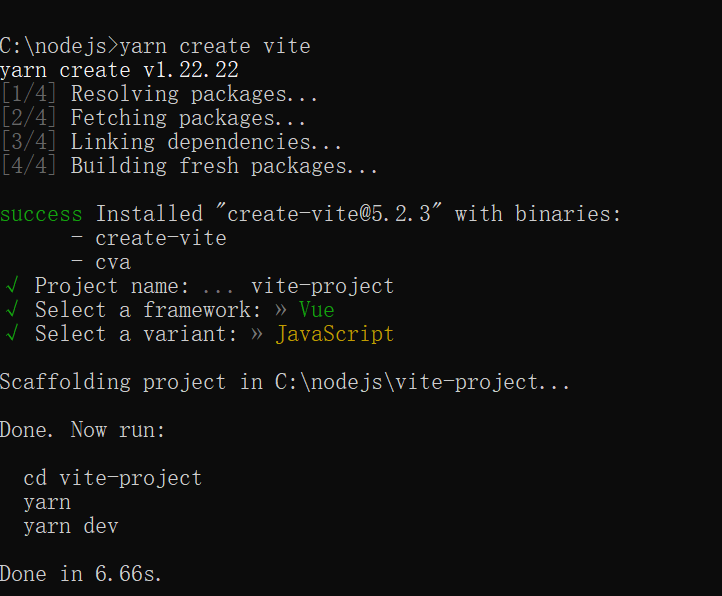 C:\nodejs>yarn create vite
yarn create v1.22.22
[1/4] Resolving packages...
[2/4] Fetching packages...
[3/4] Linking dependencies...
[4/4] Building fresh packages...
success Installed "create-vite@5.2.3" with binaries:
- create-vite
- cva
√ Project name: ... vite-project
√ Select a framework: » Vue
√ Select a variant: » JavaScript
Scaffolding project in C:\nodejs\vite-project...
Done. Now run:
cd vite-project
yarn
yarn dev
Done in 6.66s.